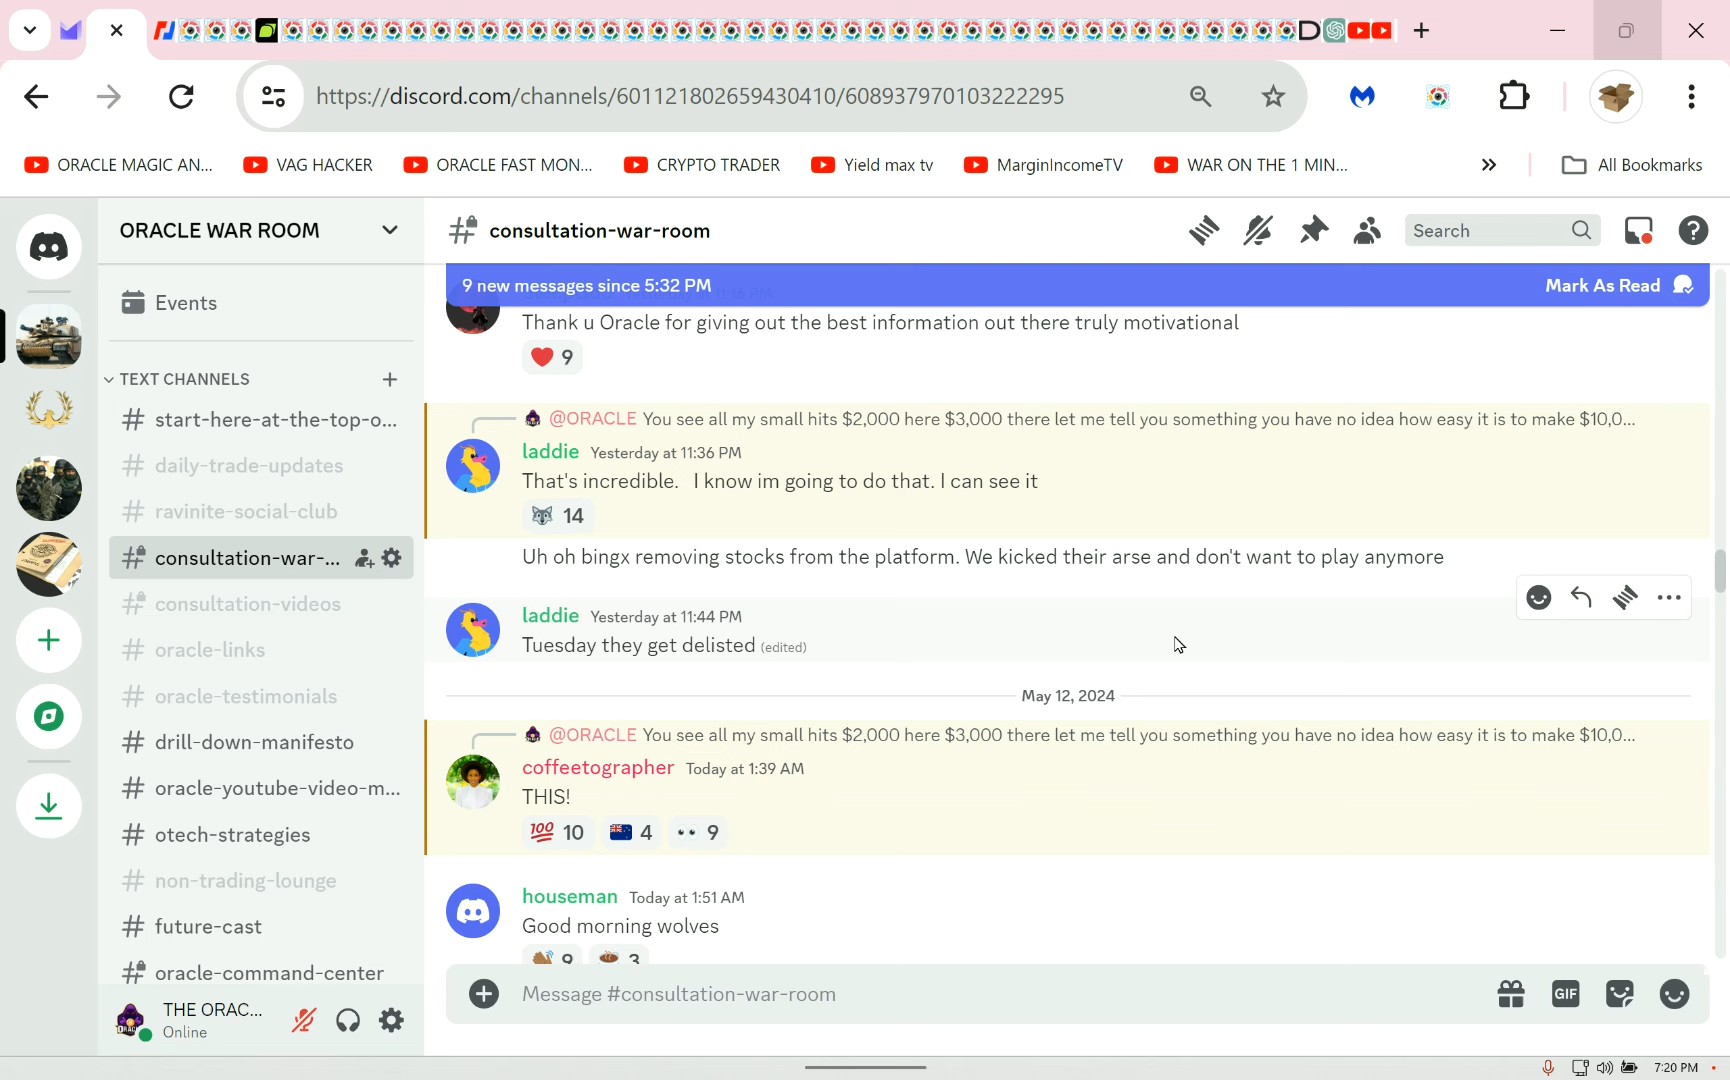 https://discord.com/channels/601121802659430410/608937970103222295
ORACLE MAGIC AN...
VAG HACKER
ORACLE FAST MON...
CRYPTO TRADER
Yield max tv
MarginIncomeTV
WAR ON THE 1 MIN...
All Bookmarks
ORACLE WAR ROOM
consultation-war-room
Search
Events
TEXT CHANNELS
start-here-at-the-top-o...
daily-trade-updates
ravinite-social-club
consultation-war-...
consultation-videos
oracle-links
oracle-testimonials
drill-down-manifesto
oracle-youtube-video-m...
otech-strategies
non-trading-lounge
future-cast
oracle-command-center
THE ORAC...
Online
9 new messages since 5:32 PM
Mark As Read
Thank u Oracle for giving out the best information out there truly motivational
9
@ORACLE You see all my small hits $2,000 here $3,000 there let me tell you something you have no idea how easy it is to make $10,0...
laddie Yesterday at 11:36 PM
That's incredible. I know im going to do that. I can see it
14
Uh oh bingx removing stocks from the platform. We kicked their arse and don't want to play anymore
laddie Yesterday at 11:44 PM
Tuesday they get delisted (edited)
May 12, 2024
@ORACLE You see all my small hits $2,000 here $3,000 there let me tell you something you have no idea how easy it is to make $10,0...
coffeetographer Today at 1:39 AM
THIS!
100 10 4 9
houseman Today at 1:51 AM
Good morning wolves
9 3
Message #consultation-war-room
GIF
7:20 PM